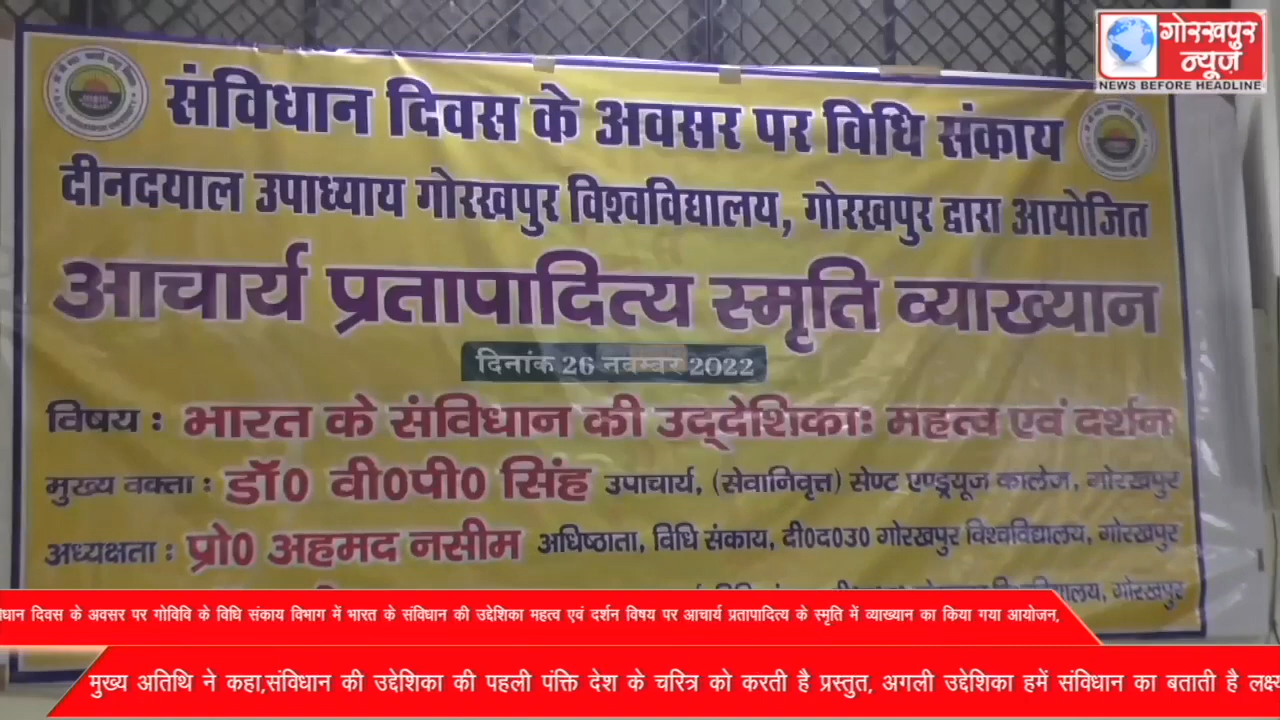 गोरखपुर
न्यूज़
NEWS BEFORE HEADLINE
संविधान दिवस के अवसर पर विधि संकाय
दीनदयाल उपाध्याय गोरखपुर विश्वविद्यालय, गोरखपुर द्वारा आयोजित
आचार्य प्रतापादित्य स्मृति व्याख्यान
दिनांक 26 नवम्बर 2022
विषय : भारत के संविधान की उद्देशिकाः महत्व एवं दर्शन
मुख्य वक्ता : डॉ0 वी0पी0 सिंह उपाचार्य, (सेवानिवृत्त) सेण्ट एण्ड्रयूज कालेज, गोरखपुर
अध्यक्षता : प्रो0 अहमद नसीम अधिष्ठाता, विधि संकाय, दी0द0उ0 गोरखपुर विश्वविद्यालय, गोरखपुर
गोरखपुर
दिवस के अवसर पर गोविवि के विधि संकाय विभाग में भारत के संविधान की उद्देशिका महत्व एवं दर्शन विषय पर आचार्य प्रतापादित्य के स्मृति में व्याख्यान का किया गया आयोजन,
मुख्य अतिथि ने कहा,संविधान की उद्देशिका की पहली पंक्ति देश के चरित्र को करती है प्रस्तुत, अगली उद्देशिका हमें संविधान का बताती है लक्ष्य